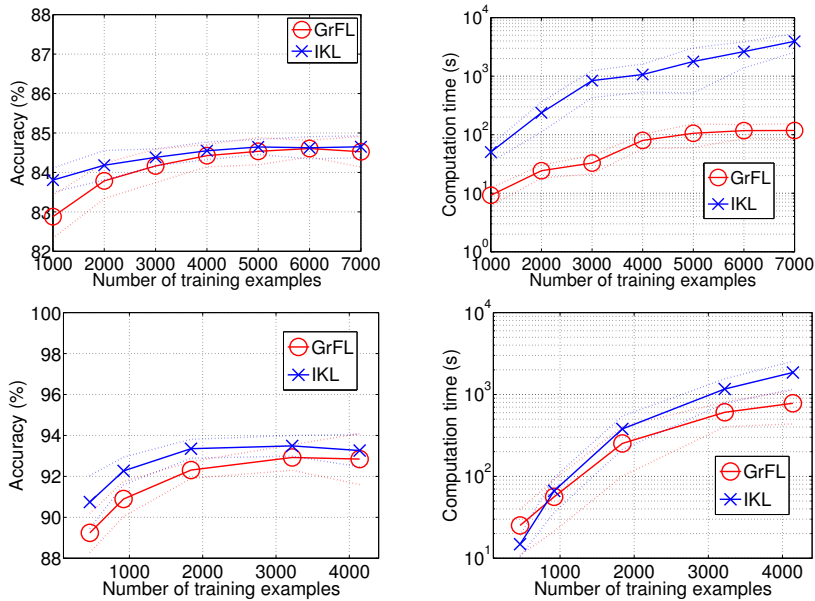 88
87
86
85
84
83
82
1000 2000 3000 4000 5000 6000 7000
Accuracy (%)
Number of training examples
GrFL
IKL
10^4
10^3
10^2
10^1
10^0
1000 2000 3000 4000 5000 6000 7000
Computation time (s)
Number of training examples
GrFL
IKL
100
98
96
94
92
90
88
1000 2000 3000 4000
Accuracy (%)
Number of training examples
GrFL
IKL
10^4
10^3
10^2
10^1
1000 2000 3000 4000
Computation time (s)
Number of training examples
GrFL
IKL